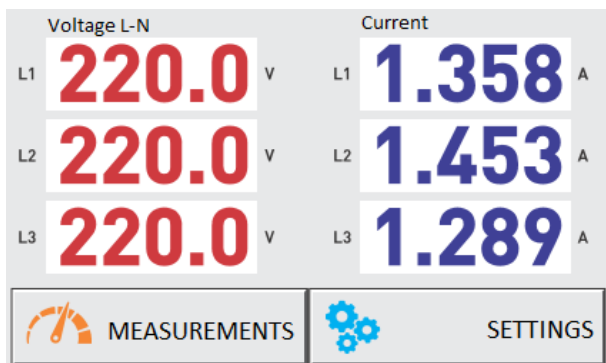 Voltage L-N Current
L1 220.0 V L1 1.358 A
L2 220.0 V L2 1.453 A
L3 220.0 V L3 1.289 A
MEASUREMENTS SETTINGS